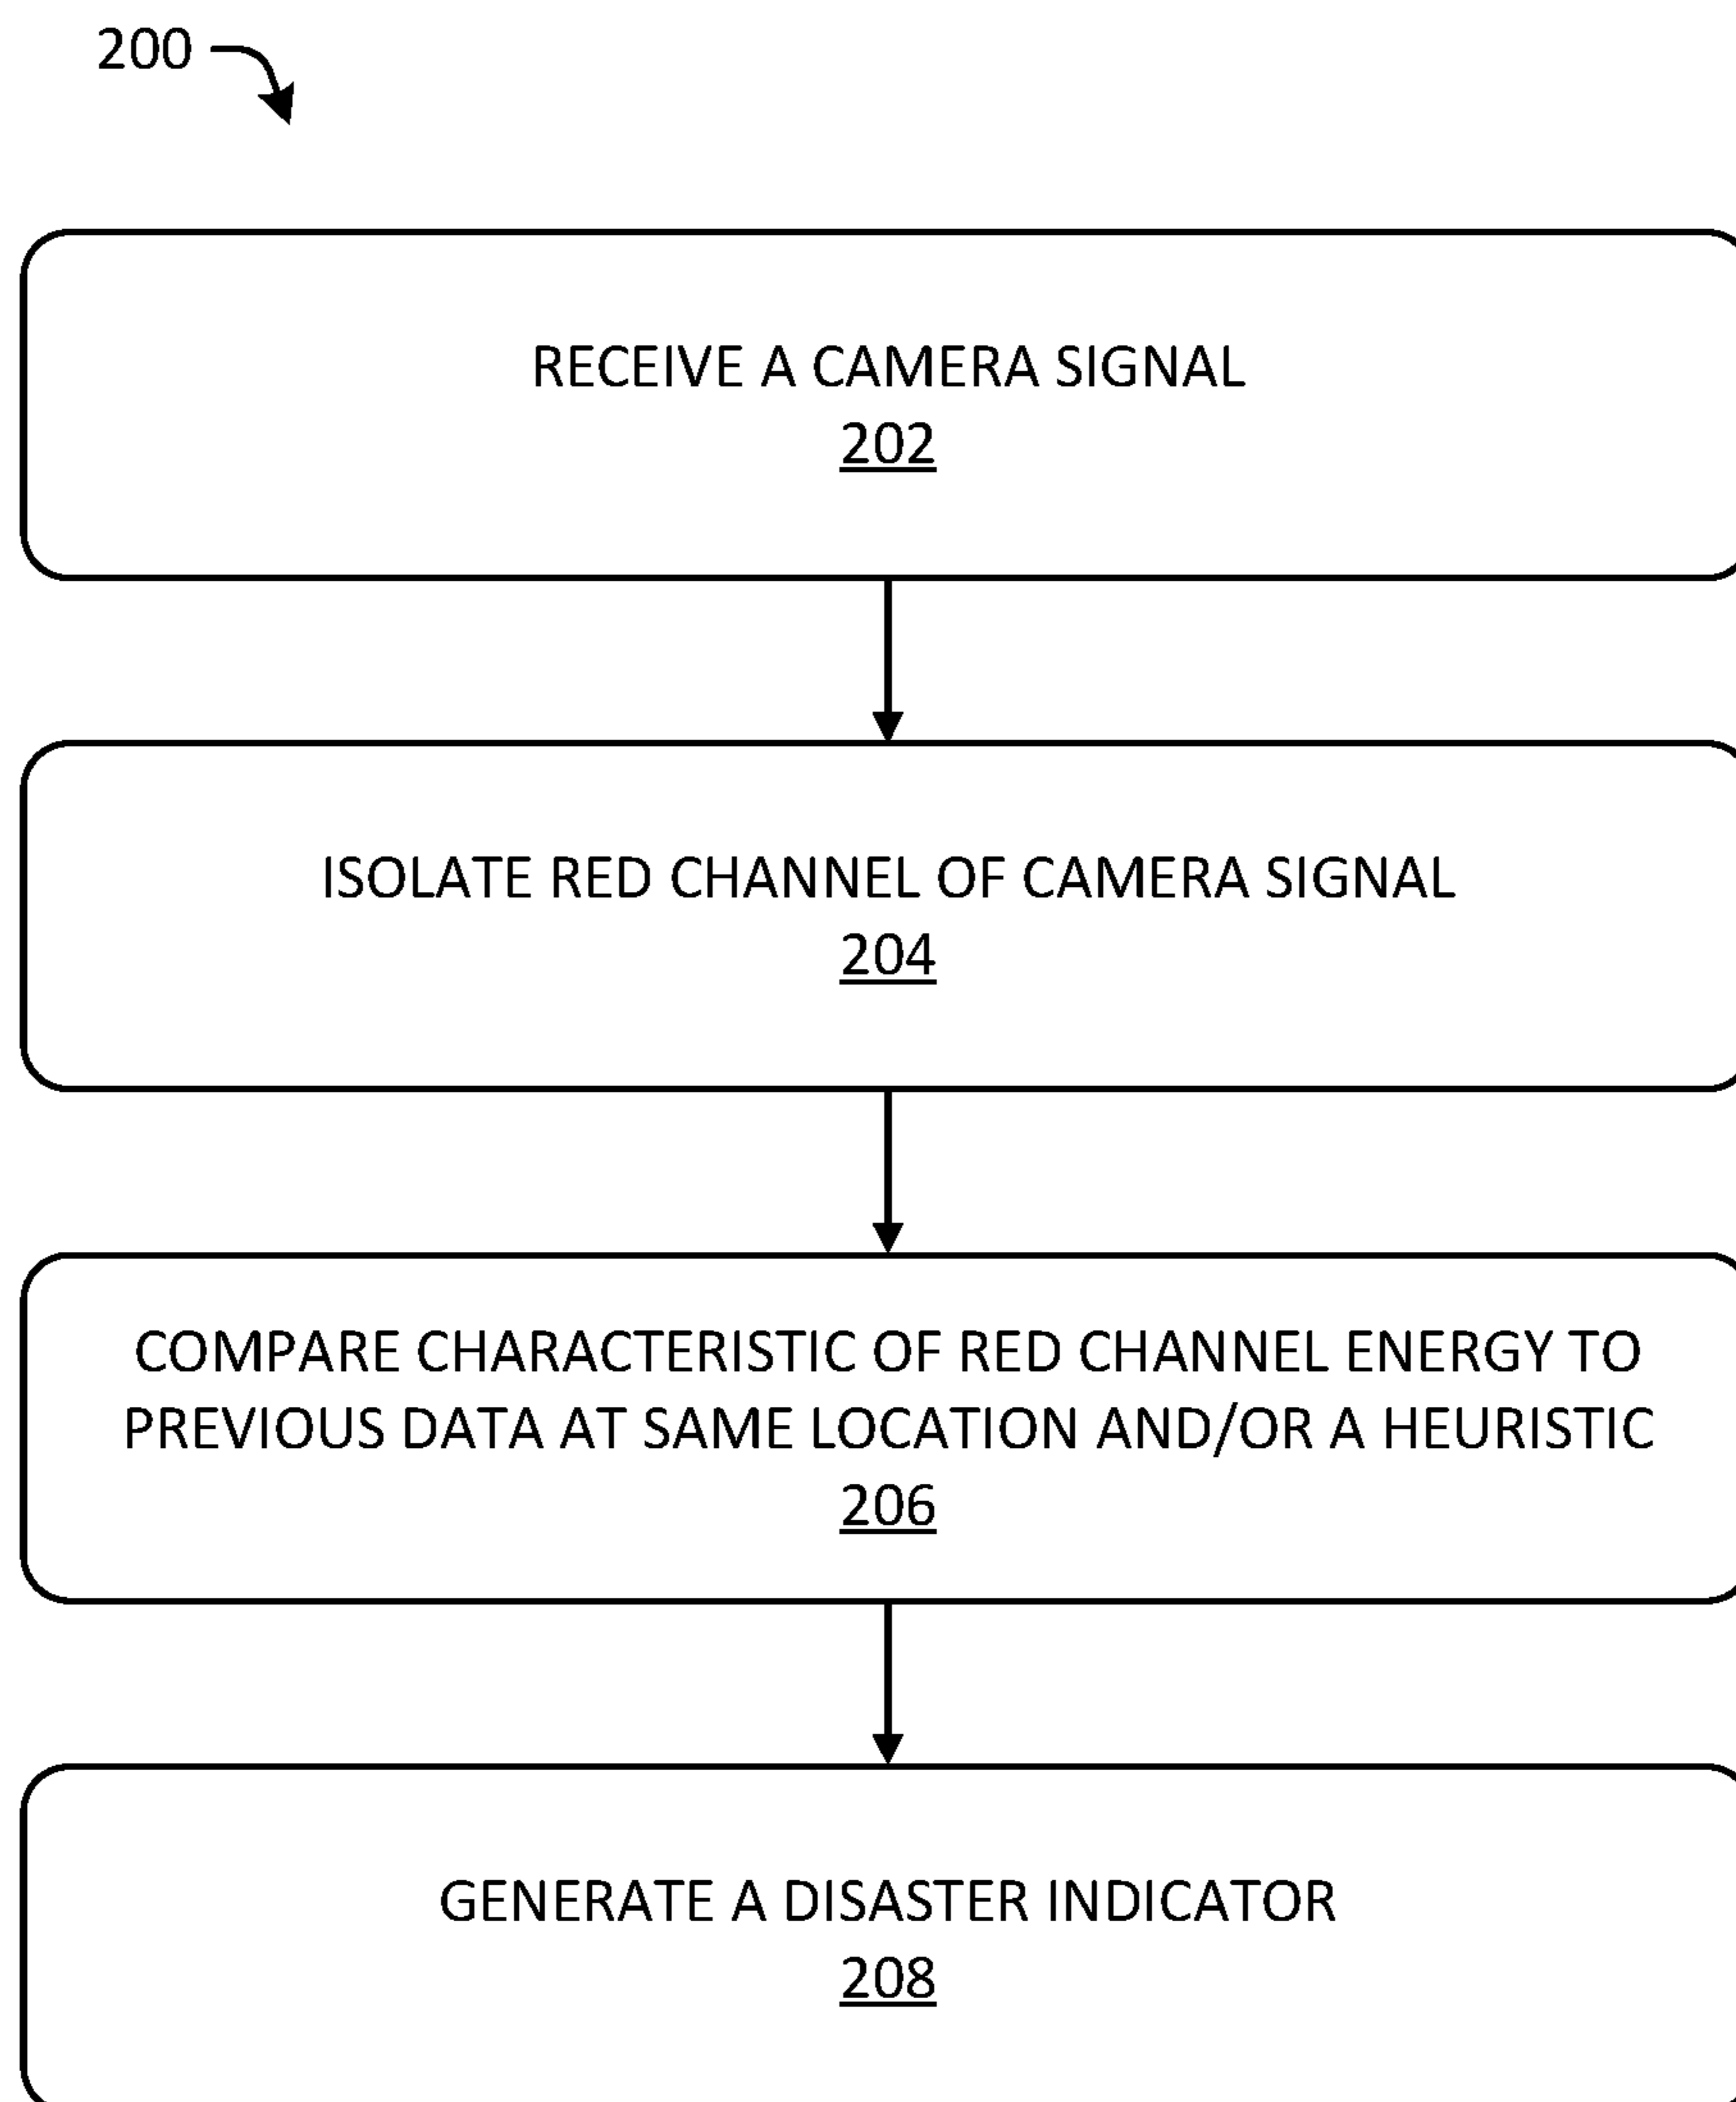 200
RECEIVE A CAMERA SIGNAL
202
ISOLATE RED CHANNEL OF CAMERA SIGNAL
204
COMPARE CHARACTERISTIC OF RED CHANNEL ENERGY TO
PREVIOUS DATA AT SAME LOCATION AND/OR A HEURISTIC
206
GENERATE A DISASTER INDICATOR
208